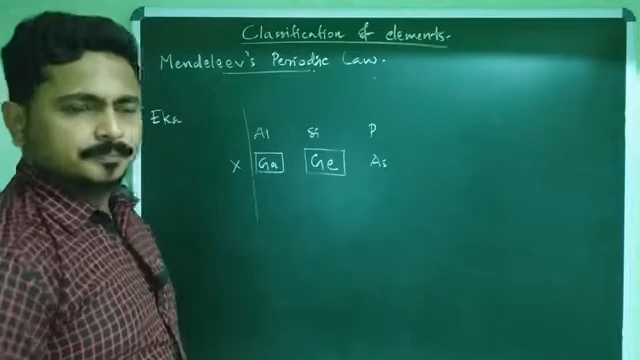 Classification of elements.
Mendeleev's Periodic Law.
Eka
Al Si P
X Ga Ge As